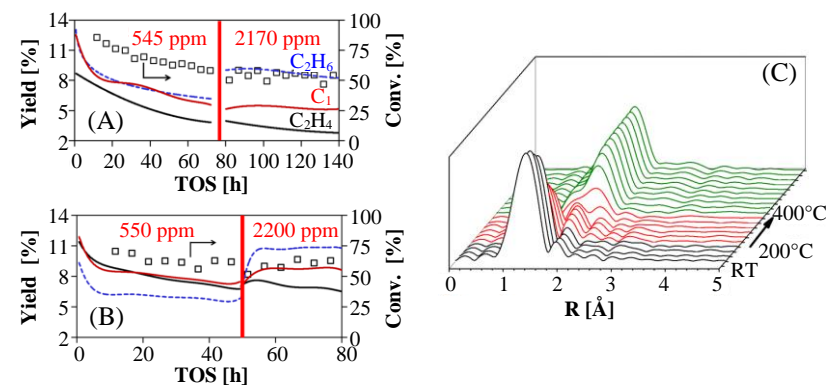 14
11
8
5
2
Yield [%]
545 ppm
2170 ppm
C₂H₆
C₁
C₂H₄
(A)
100
75
50
25
0
Conv. [%]
0
20
40
60
80
100
120
140
TOS [h]
14
11
8
5
2
Yield [%]
550 ppm
2200 ppm
(B)
100
75
50
25
0
Conv. [%]
0
20
40
60
80
TOS [h]
(C)
400°C
200°C
RT
0
1
2
3
4
5
R [Å]